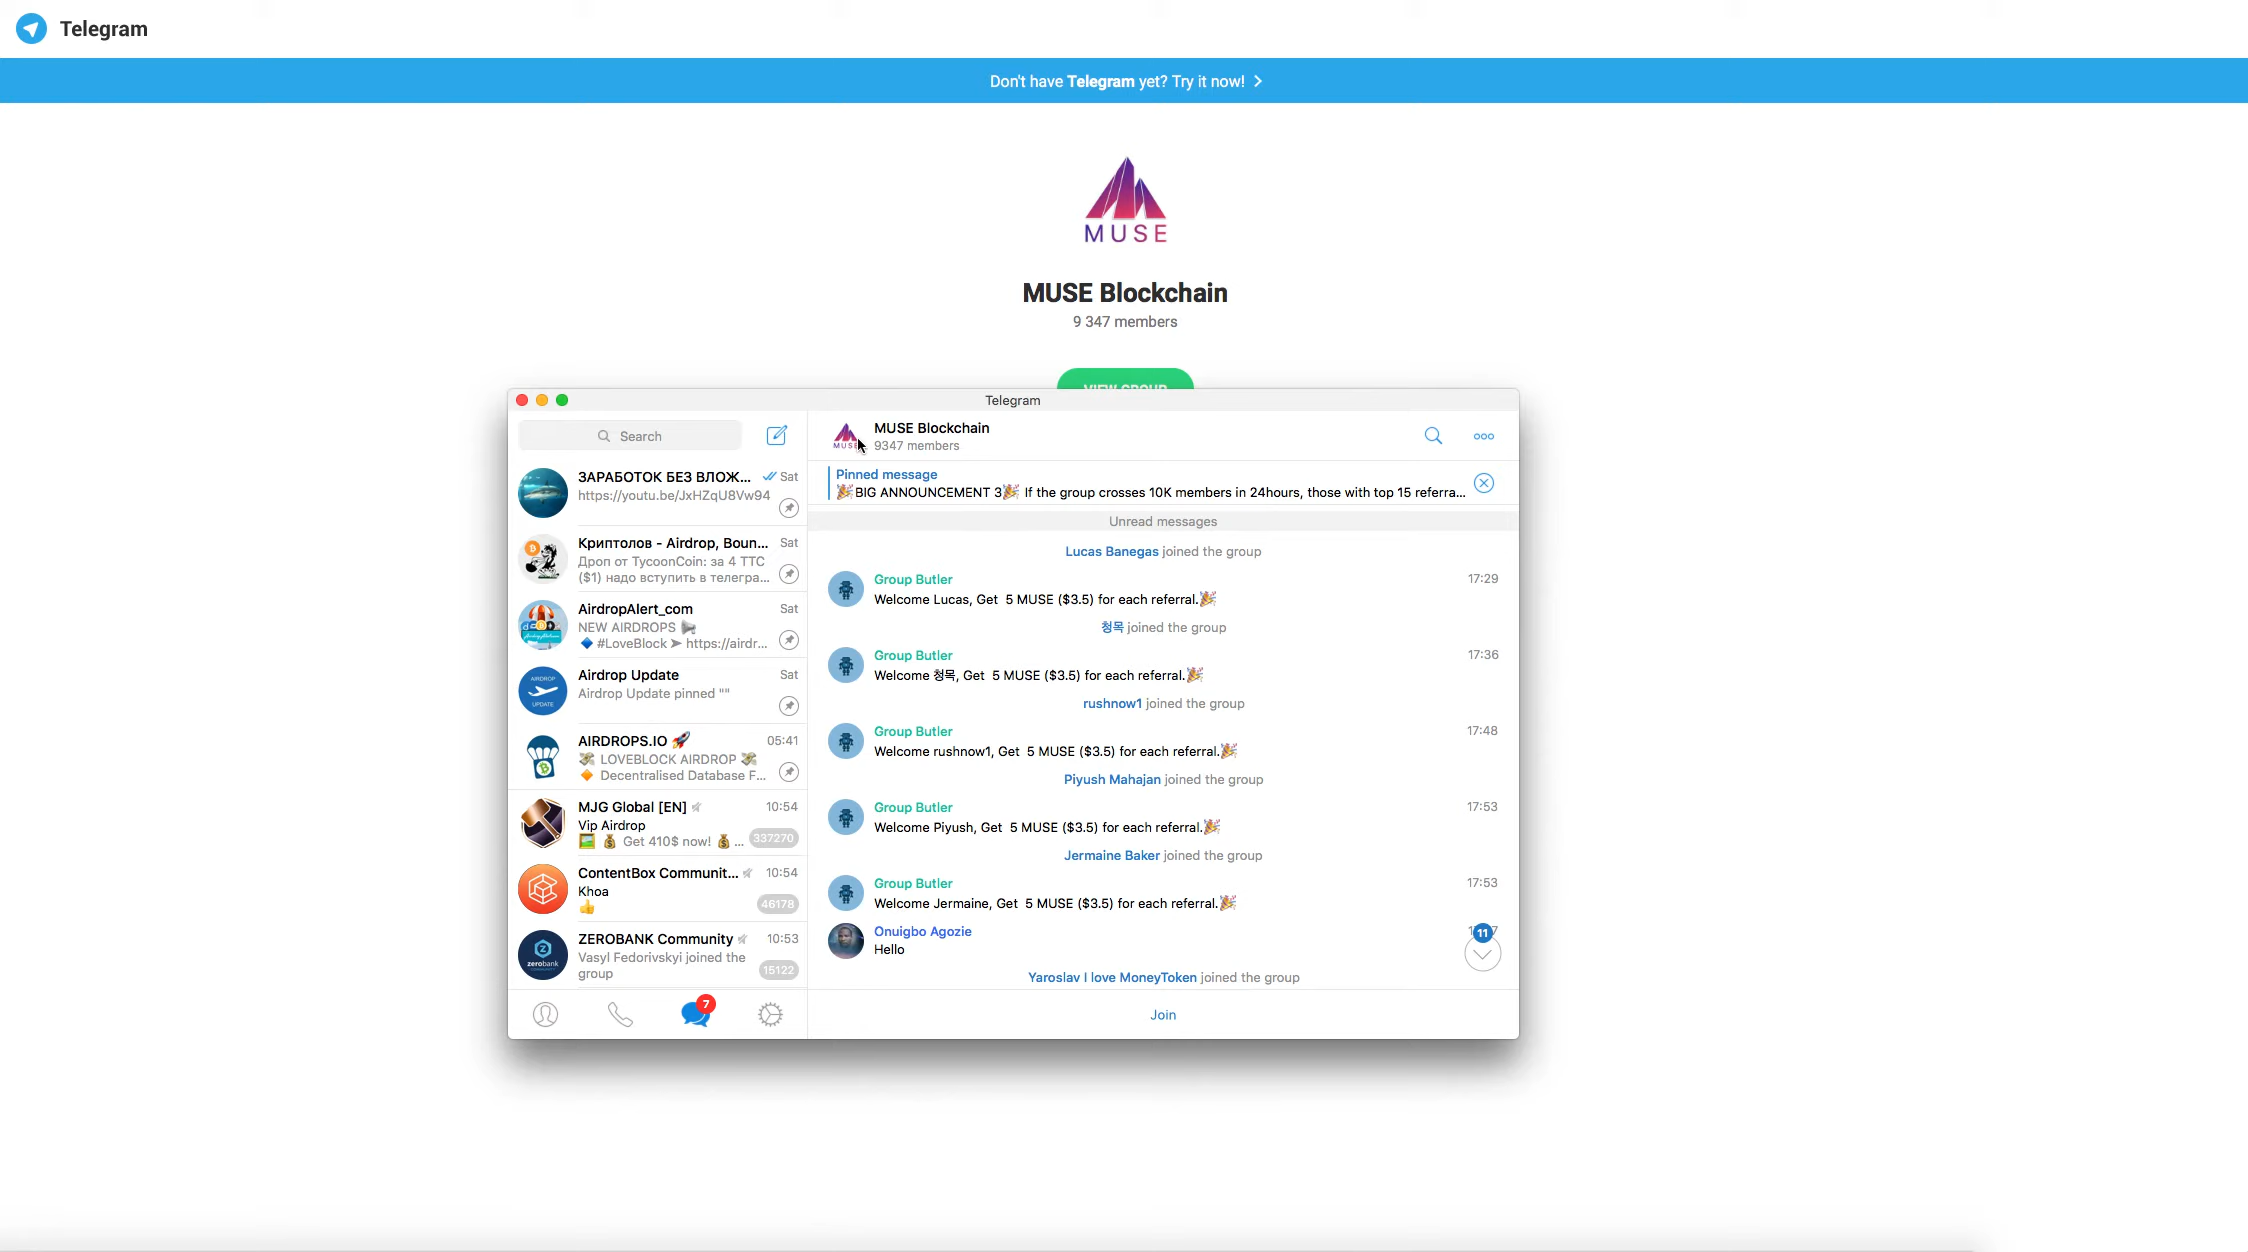 Telegram
Don't have Telegram yet? Try it now!
MUSE
MUSE Blockchain
9 347 members
VIEW GROUP
Telegram
Search
ЗАРАБОТОК БЕЗ ВЛОЖ... Sat
https://youtu.be/JxHZqU8Vw94
Криптолов - Airdrop, Boun... Sat
Дроп от TycoonCoin: за 4 TTC
($1) надо вступить в телегра...
AirdropAlert_com Sat
NEW AIRDROPS
#LoveBlock ➤ https://airdr...
AIRDROP
UPDATE
Airdrop Update Sat
Airdrop Update pinned ""
AIRDROPS.IO 🚀 05:41
💸 LOVEBLOCK AIRDROP 💸
🔶 Decentralised Database F...
MJG Global [EN] 10:54
Vip Airdrop
🖼 💰 Get 410$ now! 💰 ... 337270
ContentBox Communit... 10:54
Khoa
👍 46178
zerobank
ZEROBANK Community 10:53
Vasyl Fedorivskyi joined the
group 15122
7
MUSE
MUSE Blockchain
9347 members
Pinned message
🎉BIG ANNOUNCEMENT 3🎉 If the group crosses 10K members in 24hours, those with top 15 referra...
Unread messages
Lucas Banegas joined the group
Group Butler 17:29
Welcome Lucas, Get 5 MUSE ($3.5) for each referral.🎉
청목 joined the group
Group Butler 17:36
Welcome 청목, Get 5 MUSE ($3.5) for each referral.🎉
rushnow1 joined the group
Group Butler 17:48
Welcome rushnow1, Get 5 MUSE ($3.5) for each referral.🎉
Piyush Mahajan joined the group
Group Butler 17:53
Welcome Piyush, Get 5 MUSE ($3.5) for each referral.🎉
Jermaine Baker joined the group
Group Butler 17:53
Welcome Jermaine, Get 5 MUSE ($3.5) for each referral.🎉
Onuigbo Agozie
Hello
11
Yaroslav I love MoneyToken joined the group
Join